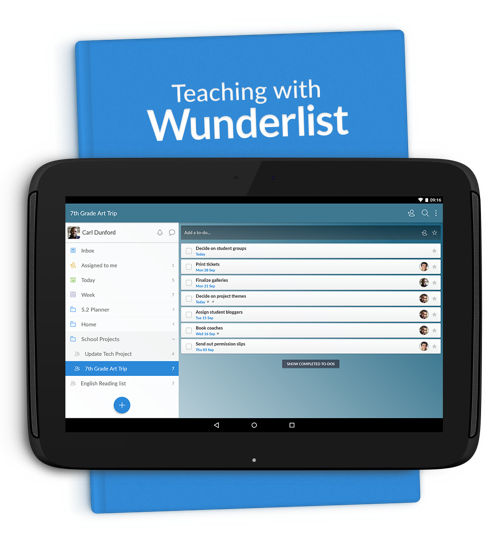 Teaching with
Wunderlist
09:16
7th Grade Art Trip
Carl Dunford
Inbox
Assigned to me
Today
Week
S.2 Planner
Home
School Projects
Update Tech Project
7th Grade Art Trip
English Reading list
Add a to-do...
Decide on student groups
Today
Print tickets
Mon 28 Sep
Finalize galleries
Mon 21 Sep
Decide on project themes
Today
Assign student bloggers
Tue 15 Sep
Book coaches
Wed 16 Sep
Send out permission slips
Thu 03 Sep
SHOW COMPLETED TO-DOS